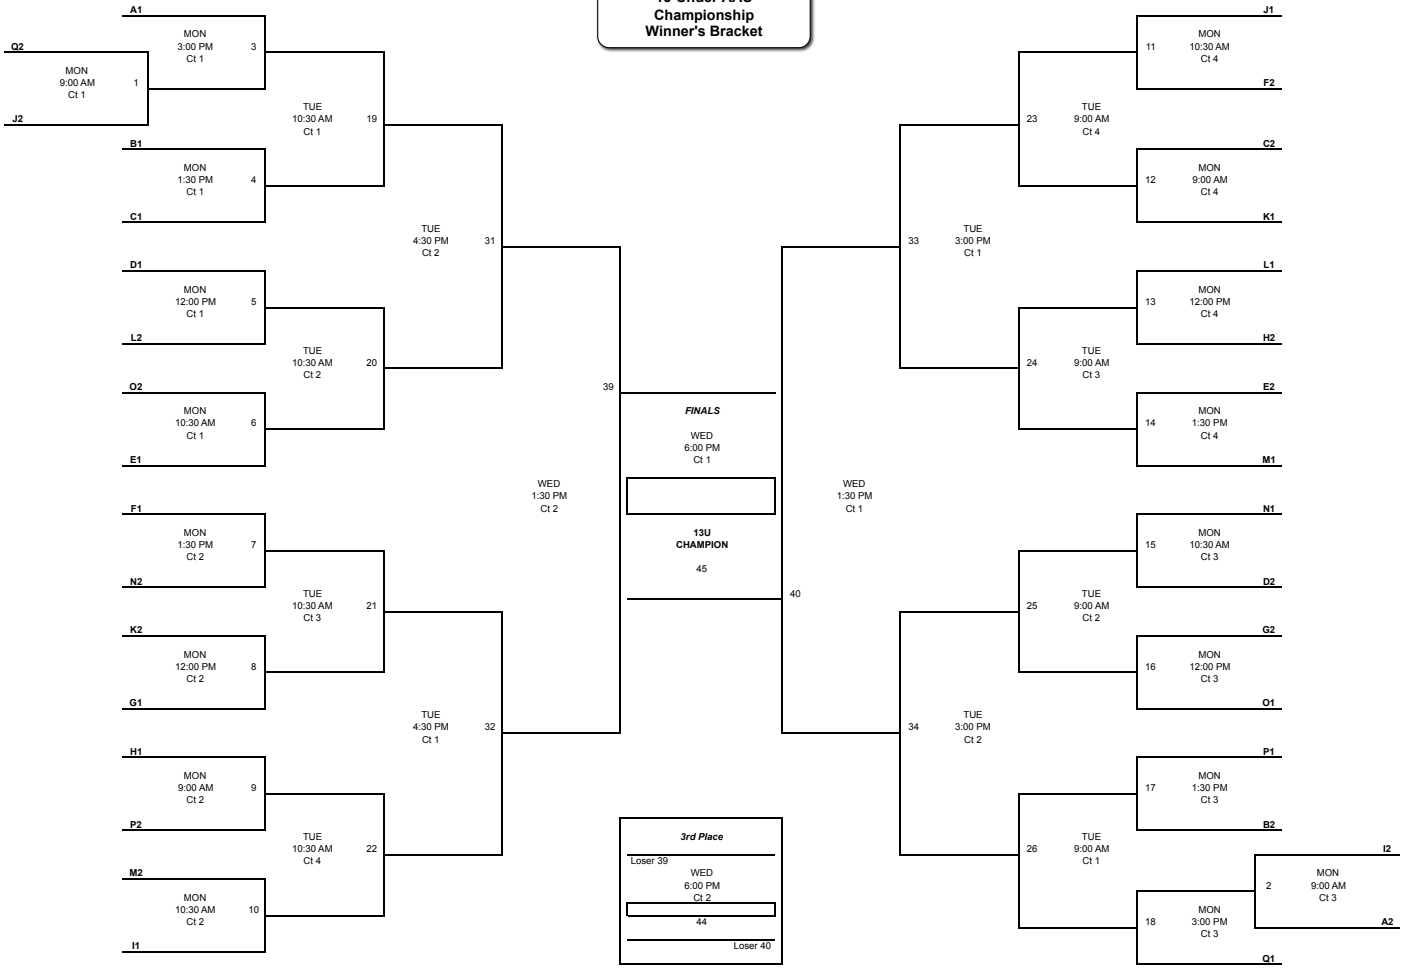 Championship
Winner's Bracket
A1
MON
3:00 PM
Ct 1
3
Q2
MON
9:00 AM
Ct 1
1
J2
TUE
10:30 AM
Ct 1
19
B1
MON
1:30 PM
Ct 1
4
C1
TUE
4:30 PM
Ct 2
31
D1
MON
12:00 PM
Ct 1
5
L2
TUE
10:30 AM
Ct 2
20
O2
MON
10:30 AM
Ct 1
6
E1
39
WED
1:30 PM
Ct 2
F1
MON
1:30 PM
Ct 2
7
N2
TUE
10:30 AM
Ct 3
21
K2
MON
12:00 PM
Ct 2
8
G1
TUE
4:30 PM
Ct 1
32
H1
MON
9:00 AM
Ct 2
9
P2
TUE
10:30 AM
Ct 4
22
M2
MON
10:30 AM
Ct 2
10
I1
FINALS
WED
6:00 PM
Ct 1
13U
CHAMPION
45
3rd Place
Loser 39
WED
6:00 PM
Ct 2
44
Loser 40
J1
11
MON
10:30 AM
Ct 4
F2
23
TUE
9:00 AM
Ct 4
C2
12
MON
9:00 AM
Ct 4
K1
33
TUE
3:00 PM
Ct 1
L1
13
MON
12:00 PM
Ct 4
H2
24
TUE
9:00 AM
Ct 3
E2
14
MON
1:30 PM
Ct 4
M1
WED
1:30 PM
Ct 1
40
N1
15
MON
10:30 AM
Ct 3
D2
25
TUE
9:00 AM
Ct 2
G2
16
MON
12:00 PM
Ct 3
O1
34
TUE
3:00 PM
Ct 2
P1
17
MON
1:30 PM
Ct 3
B2
26
TUE
9:00 AM
Ct 1
I2
2
MON
9:00 AM
Ct 3
A2
18
MON
3:00 PM
Ct 3
Q1